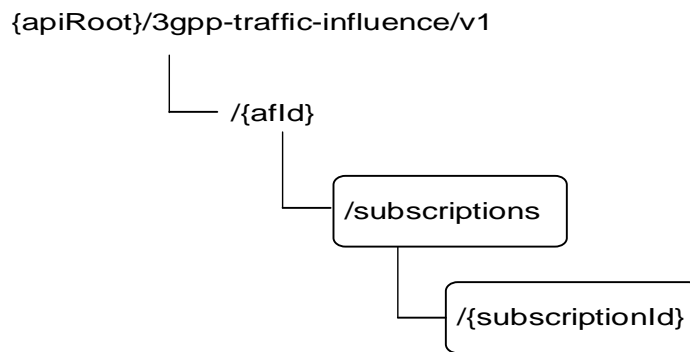 {apiRoot}/3gpp-traffic-influence/v1
/{afId}
/subscriptions
/{subscriptionId}